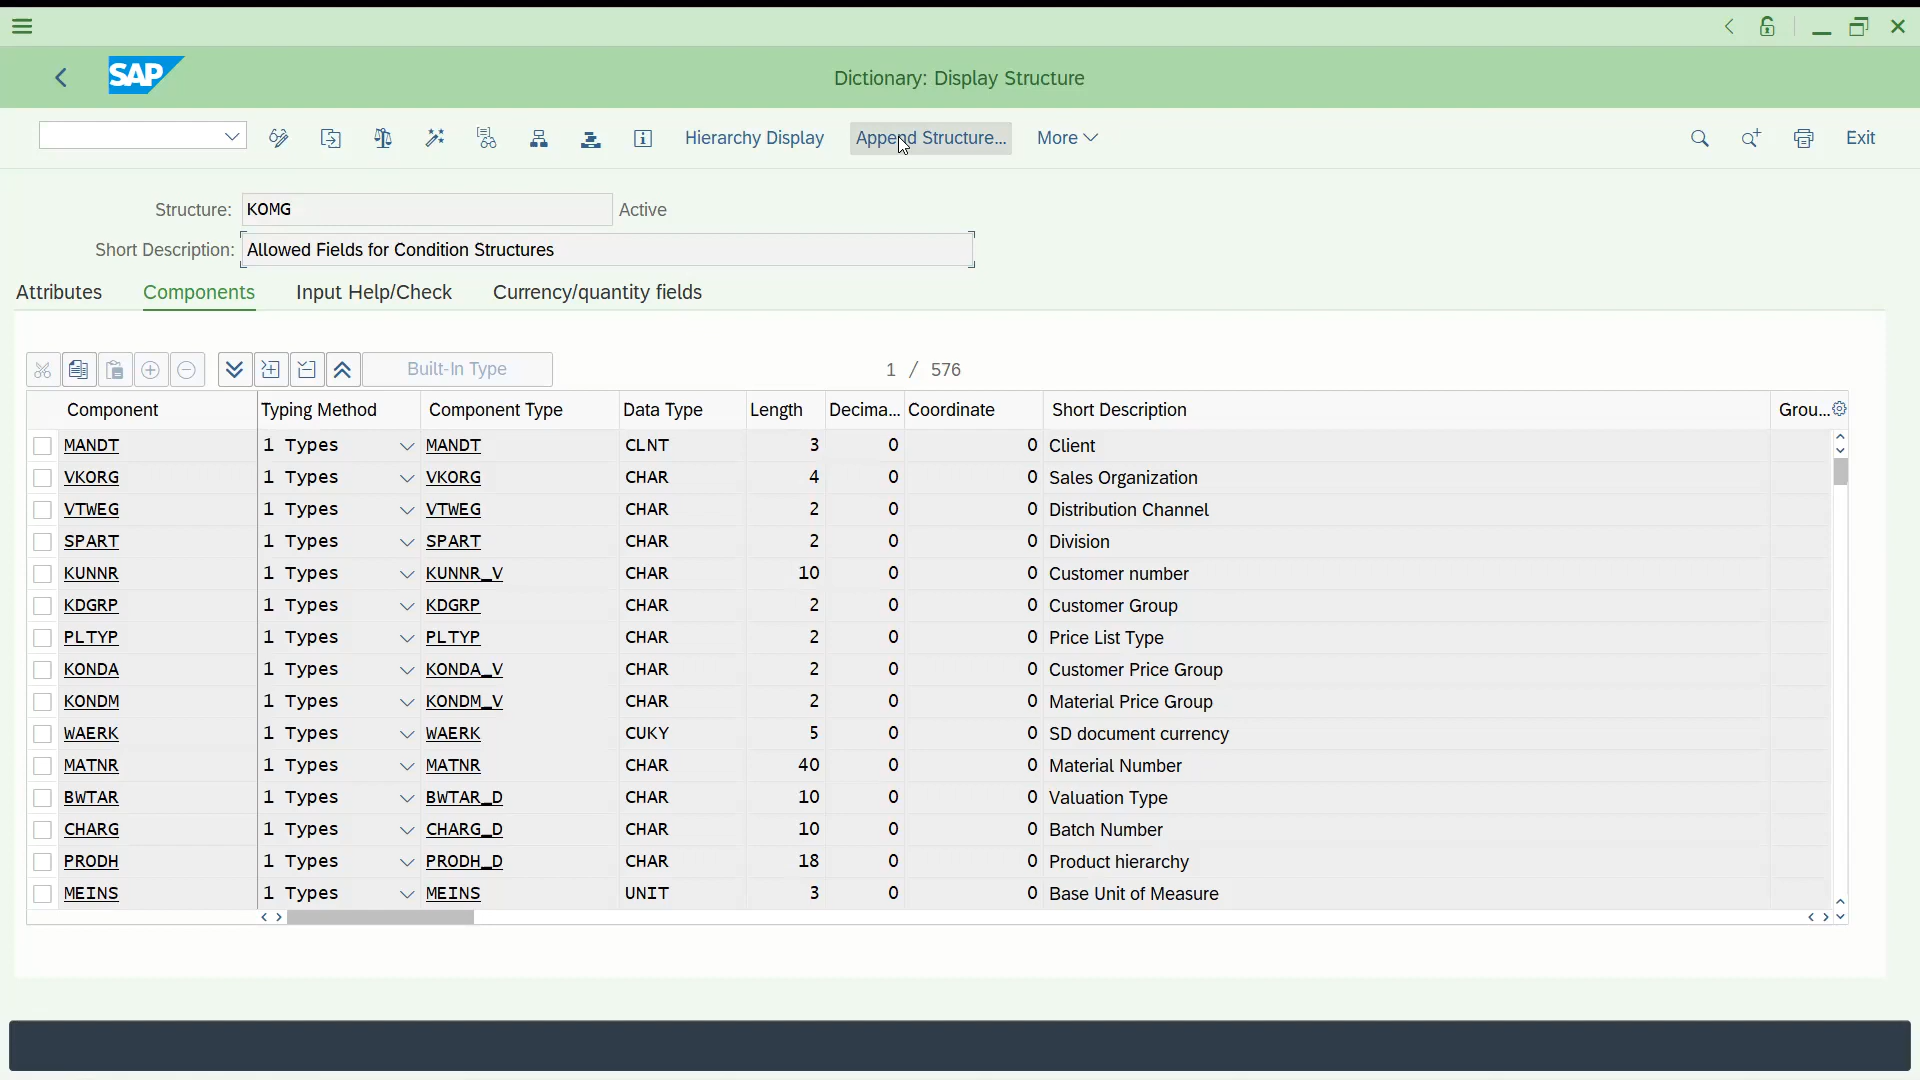 SAP
Dictionary: Display Structure
Hierarchy Display Append Structure... More Exit
Structure: KOMG Active
Short Description: Allowed Fields for Condition Structures
Attributes Components Input Help/Check Currency/quantity fields
Built-In Type 1 / 576
Component Typing Method Component Type Data Type Length Decima... Coordinate Short Description Grou...
MANDT 1 Types MANDT CLNT 3 0 0 Client
VKORG 1 Types VKORG CHAR 4 0 0 Sales Organization
VTWEG 1 Types VTWEG CHAR 2 0 0 Distribution Channel
SPART 1 Types SPART CHAR 2 0 0 Division
KUNNR 1 Types KUNNR_V CHAR 10 0 0 Customer number
KDGRP 1 Types KDGRP CHAR 2 0 0 Customer Group
PLTYP 1 Types PLTYP CHAR 2 0 0 Price List Type
KONDA 1 Types KONDA_V CHAR 2 0 0 Customer Price Group
KONDM 1 Types KONDM_V CHAR 2 0 0 Material Price Group
WAERK 1 Types WAERK CUKY 5 0 0 SD document currency
MATNR 1 Types MATNR CHAR 40 0 0 Material Number
BWTAR 1 Types BWTAR_D CHAR 10 0 0 Valuation Type
CHARG 1 Types CHARG_D CHAR 10 0 0 Batch Number
PRODH 1 Types PRODH_D CHAR 18 0 0 Product hierarchy
MEINS 1 Types MEINS UNIT 3 0 0 Base Unit of Measure